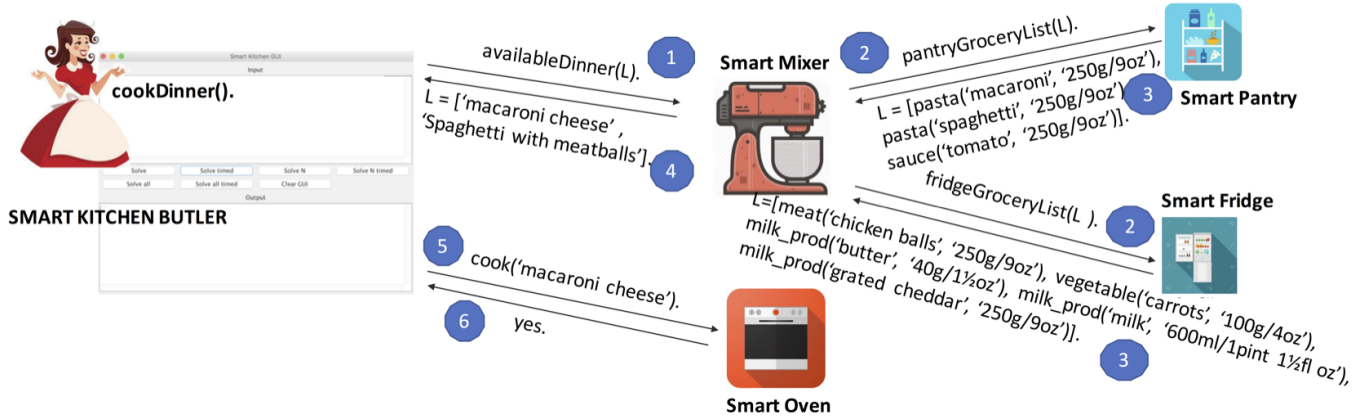 Smart Kitchen GUI
Input
cookDinner().
Solve
Solve timed
Solve N
Solve N timed
Solve all
Solve all timed
Clear GUI
Output
SMART KITCHEN BUTLER
availableDinner(L).
1
L = ['macaroni cheese' ,
'Spaghetti with meatballs'].
4
5
cook('macaroni cheese').
6
yes.
Smart Mixer
2
pantryGroceryList(L).
L = [pasta('macaroni', '250g/9oz'),
pasta('spaghetti', '250g/9oz')
sauce('tomato', '250g/9oz')].
3
Smart Pantry
fridgeGroceryList(L ).
2
Smart Fridge
L=[meat('chicken balls', '250g/9oz'), vegetable('carrots', '100g/4oz'),
milk_prod('butter', '40g/1½oz'), milk_prod('milk', '600ml/1pint 1½fl oz'),
milk_prod('grated cheddar', '250g/9oz')].
3
Smart Oven